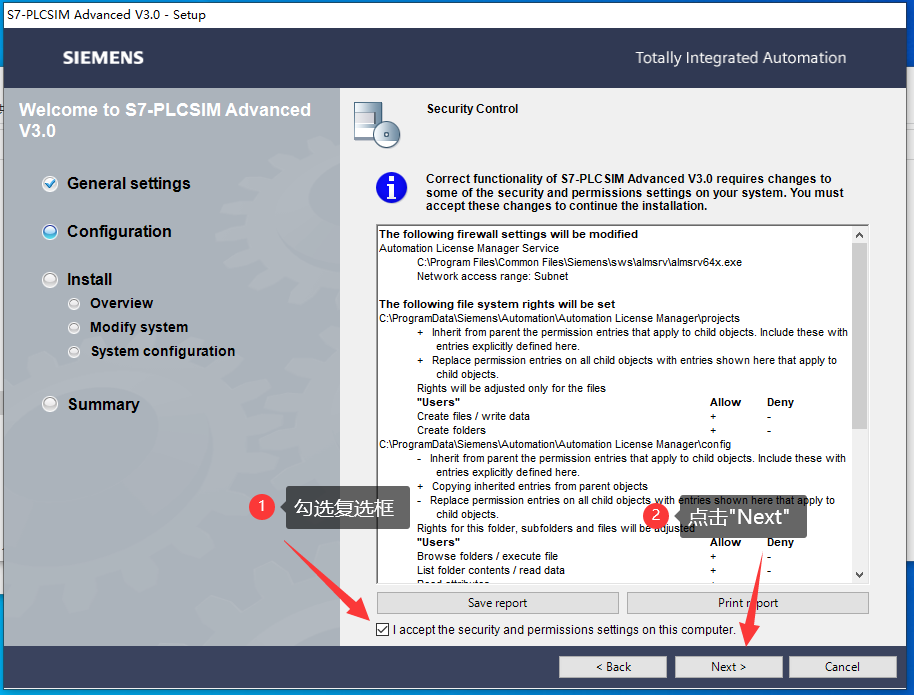 S7-PLCSIM Advanced V3.0 - Setup
SIEMENS
Totally Integrated Automation
Welcome to S7-PLCSIM Advanced
V3.0
General settings
Configuration
Install
Overview
Modify system
System configuration
Summary
Security Control
Correct functionality of S7-PLCSIM Advanced V3.0 requires changes to
some of the security and permissions settings on your system. You must
accept these changes to continue the installation.
The following firewall settings will be modified
Automation License Manager Service
C:\Program Files\Common Files\Siemens\sws\almsrv\almsrv64x.exe
Network access range: Subnet
The following file system rights will be set
C:\ProgramData\Siemens\Automation\Automation License Manager\projects
+ Inherit from parent the permission entries that apply to child objects. Include these with
entries explicitly defined here.
+ Replace permission entries on all child objects with entries shown here that apply to
child objects.
Rights will be adjusted only for the files
"Users" Allow Deny
Create files / write data + -
Create folders + -
C:\ProgramData\Siemens\Automation\Automation License Manager\config
- Inherit from parent the permission entries that apply to child objects. Include these with
entries explicitly defined here.
+ Copying inherited entries from parent objects
- Replace permission entries on all child objects with entries shown here that apply to
child objects.
Rights for this folder, subfolders and files will be adjusted
"Users" Allow Deny
Browse folders / execute file + -
List folder contents / read data + -
Read attributes
1 勾选复选框
2 点击"Next"
Save report
Print report
I accept the security and permissions settings on this computer.
< Back
Next >
Cancel